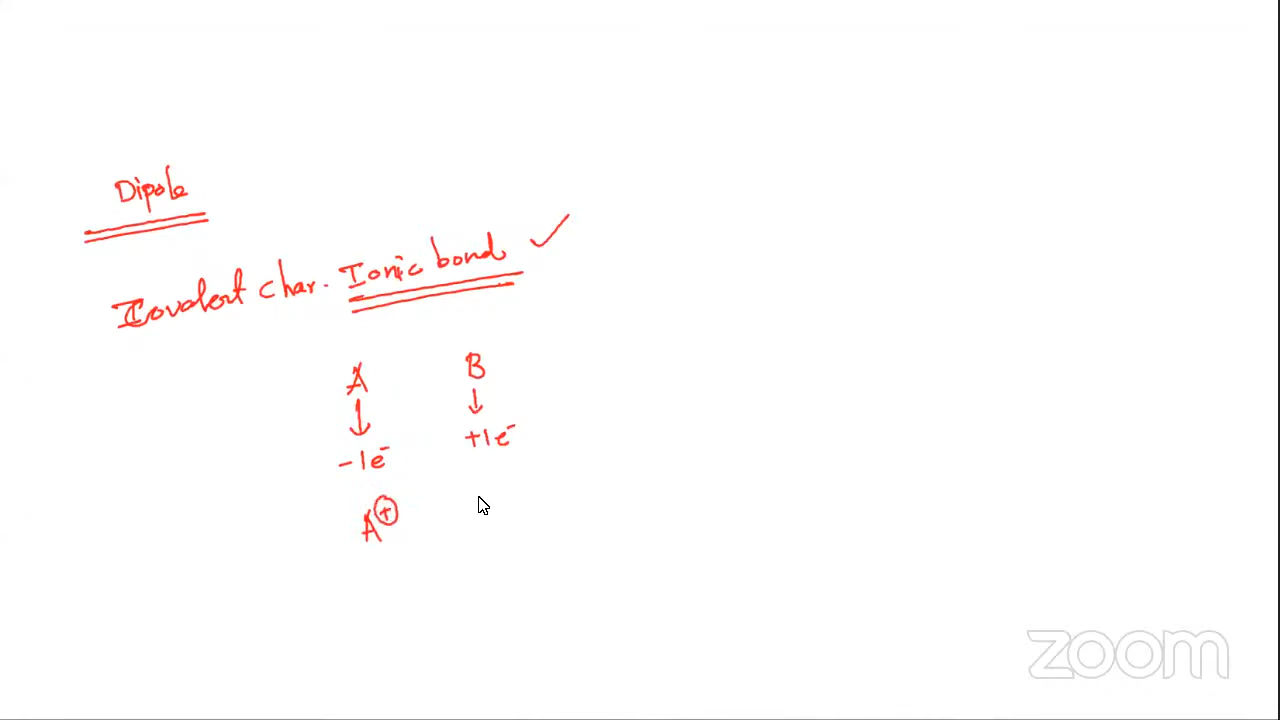 Dipole
Covalent char. Ionic bond ✓
A B
↓ ↓
-1e⁻ +1e⁻
A⊕
zoom